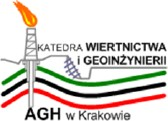 KATEDRA WIERTNICTWA
i GEOINŻYNIERII
AGH w Krakowie